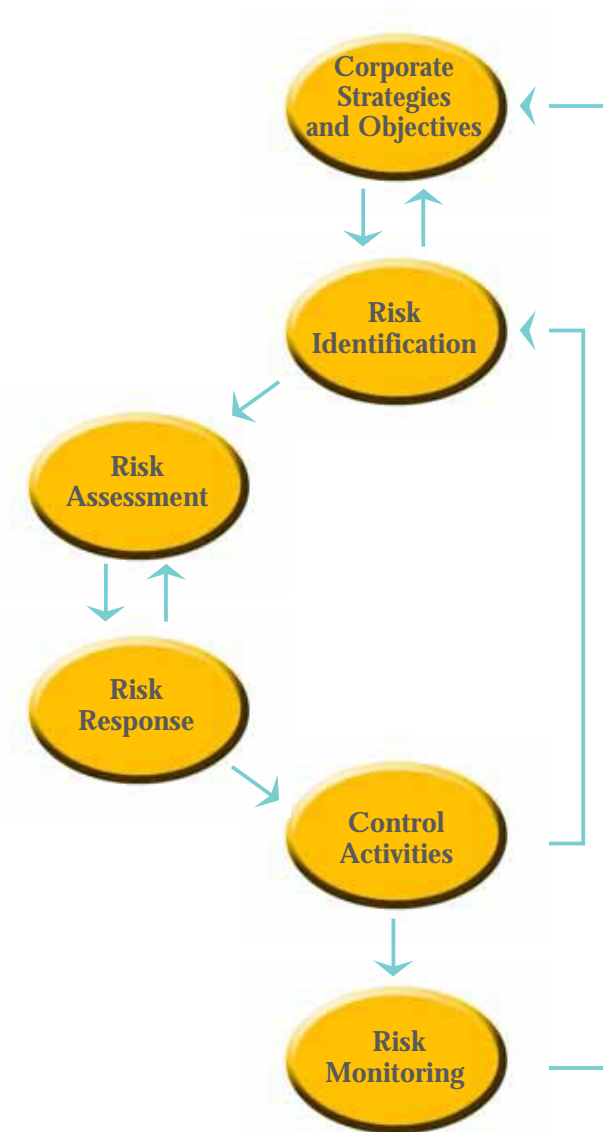 Corporate
Strategies
and Objectives
Risk
Identification
Risk
Assessment
Risk
Response
Control
Activities
Risk
Monitoring